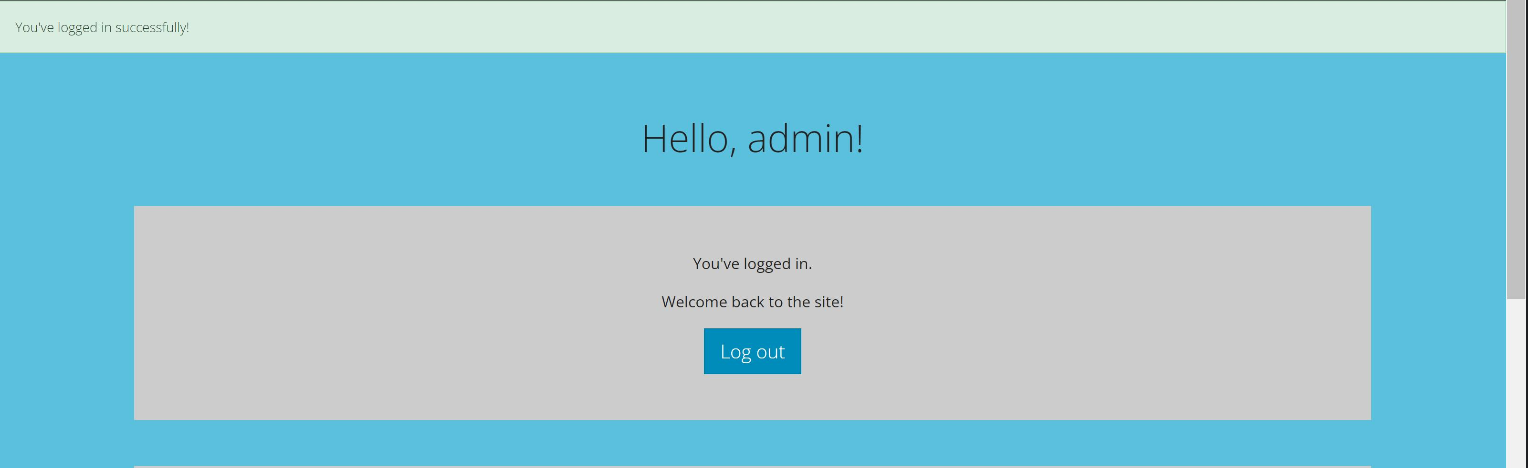 You've logged in successfully!
Hello, admin!
You've logged in.
Welcome back to the site!
Log out